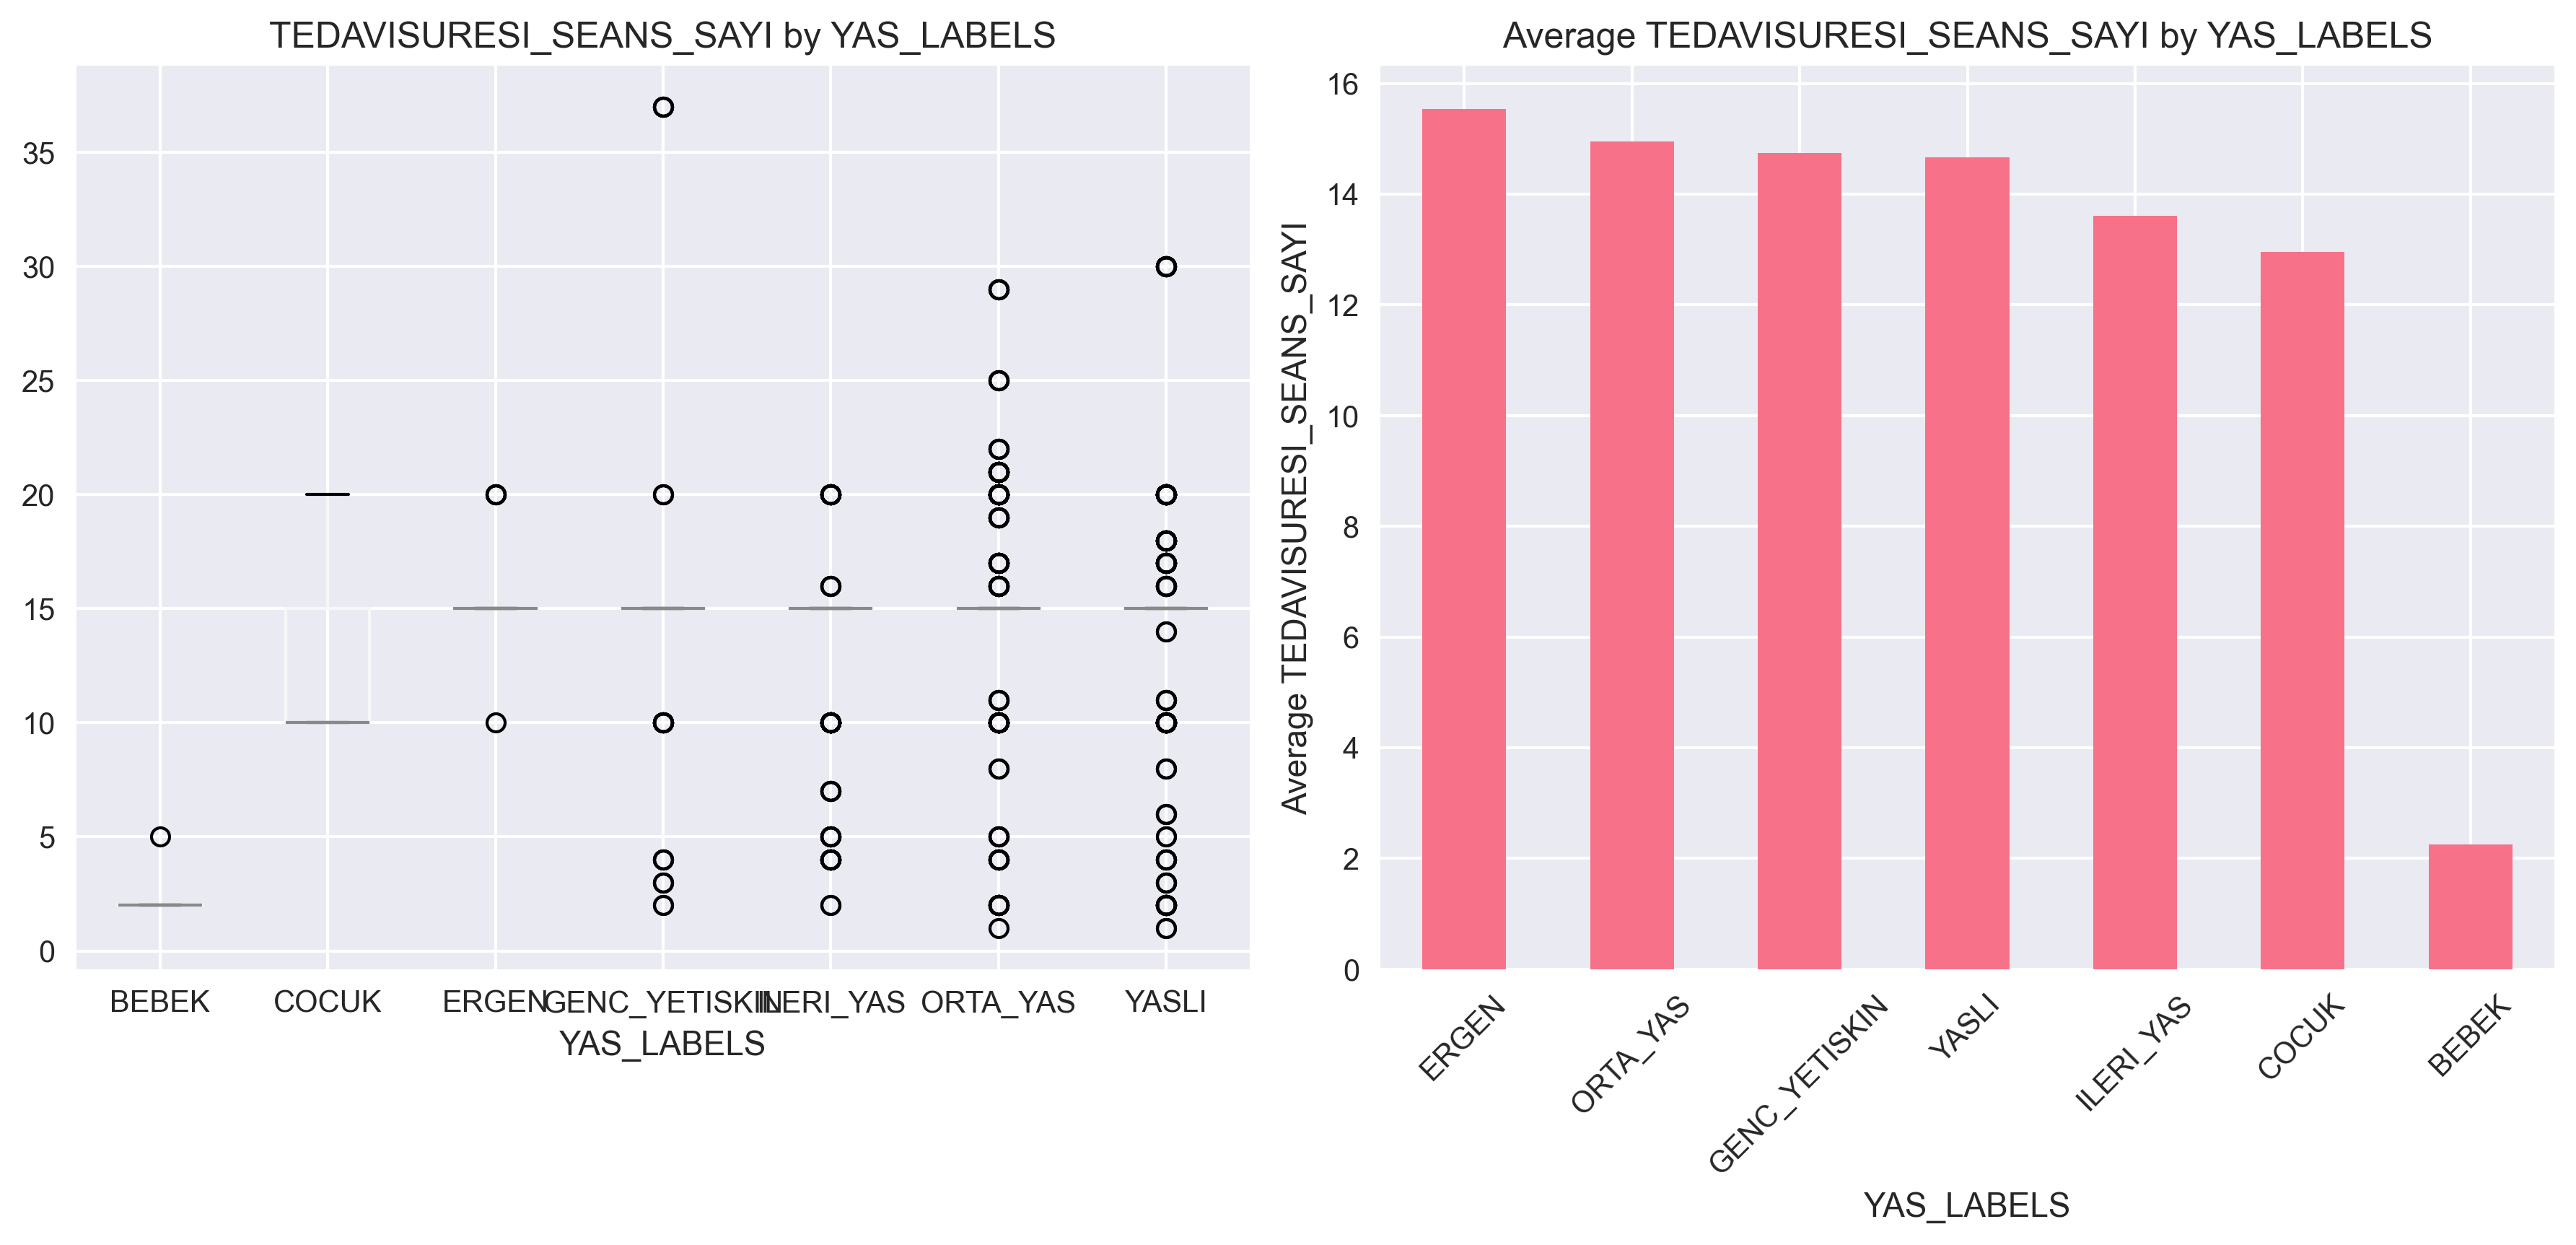 TEDAVISURESI_SEANS_SAYI by YAS_LABELS
35
30
25
20
15
10
5
0
BEBEK COCUK ERGEN GENC_YETISKIN ILERI_YAS ORTA_YAS YASLI
YAS_LABELS
Average TEDAVISURESI_SEANS_SAYI by YAS_LABELS
Average TEDAVISURESI_SEANS_SAYI
16
14
12
10
8
6
4
2
0
ERGEN ORTA_YAS GENC_YETISKIN YASLI ILERI_YAS COCUK BEBEK
YAS_LABELS